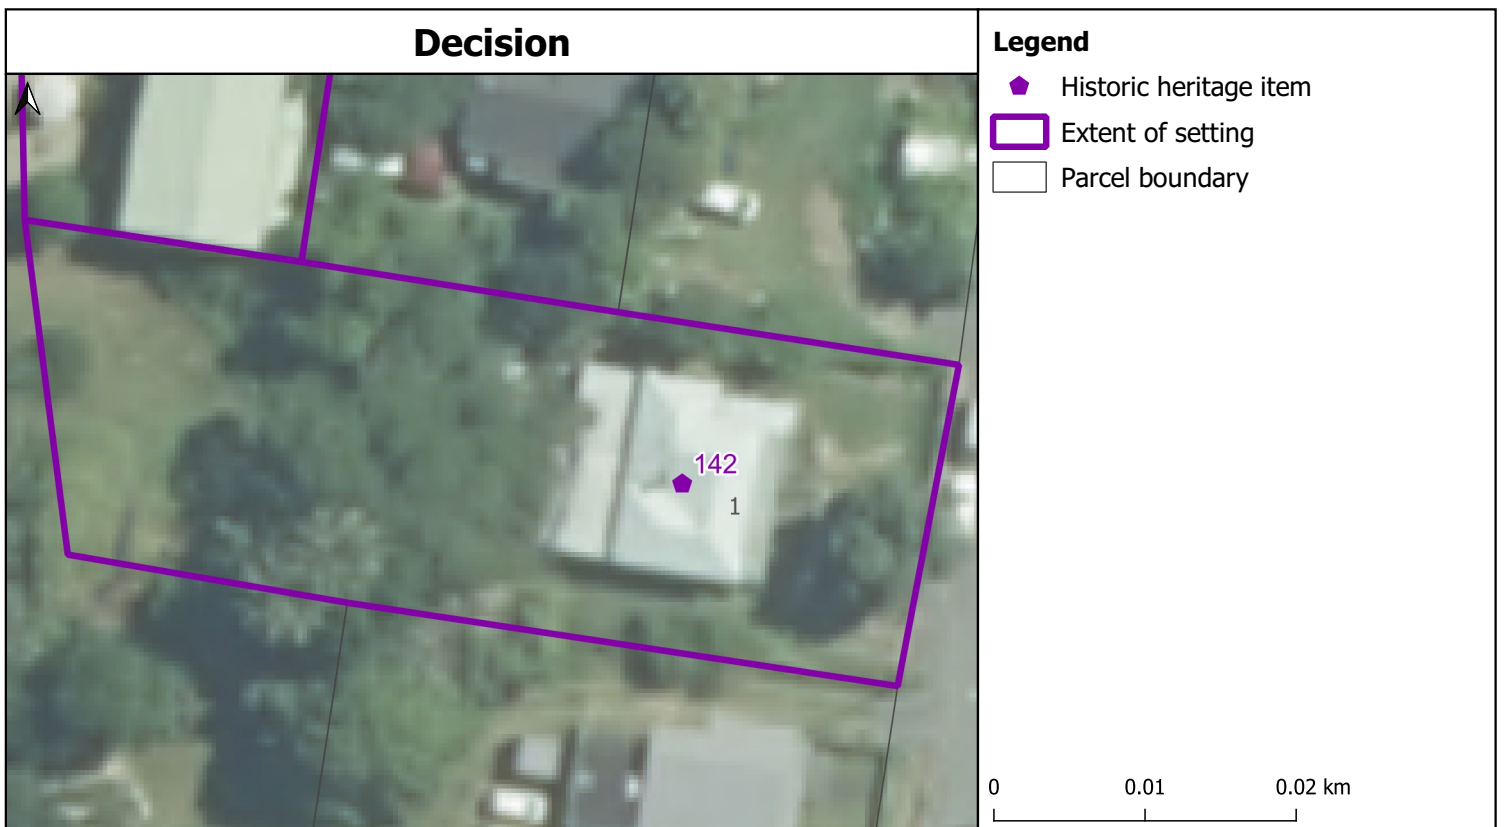 Decision
Legend
Historic heritage item
Extent of setting
Parcel boundary
142
1
0 0.01 0.02 km